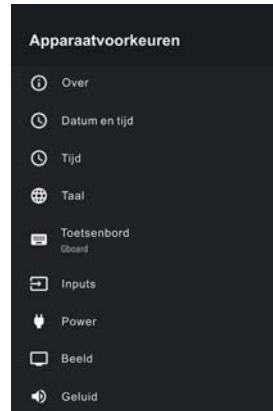 Apparaatvoorkeuren
Over
Datum en tijd
Tijd
Taal
Toetsenbord
Gboard
Inputs
Power
Beeld
Geluid